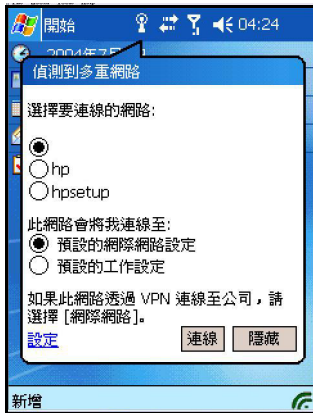 開始 04:24
2004年7月
偵測到多重網路
選擇要連線的網路:
hp
hpsetup
此網路會將我連線至:
預設的網際網路設定
預設的工作設定
如果此網路透過 VPN 連線至公司，請
選擇 [網際網路]。
設定 連線 隱藏
新增